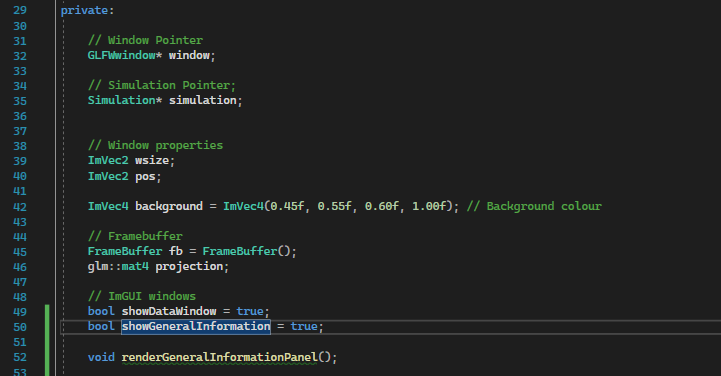 29 private:
30
31 // Window Pointer
32 GLFWwindow* window;
33
34 // Simulation Pointer;
35 Simulation* simulation;
36
37
38 // Window properties
39 ImVec2 wsize;
40 ImVec2 pos;
41
42 ImVec4 background = ImVec4(0.45f, 0.55f, 0.60f, 1.00f); // Background colour
43
44 // Framebuffer
45 FrameBuffer fb = FrameBuffer();
46 glm::mat4 projection;
47
48 // ImGUI windows
49 bool showDataWindow = true;
50 bool showGeneralInformation = true;
51
52 void renderGeneralInformationPanel();
53